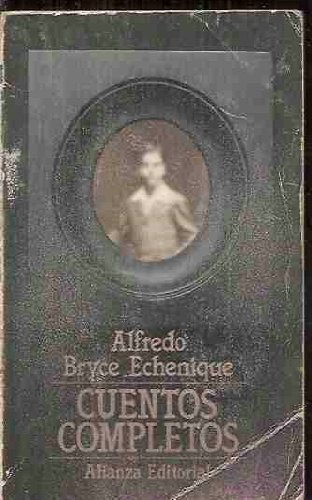 Alfredo
Bryce Echenique
CUENTOS
COMPLETOS
Alianza Editorial